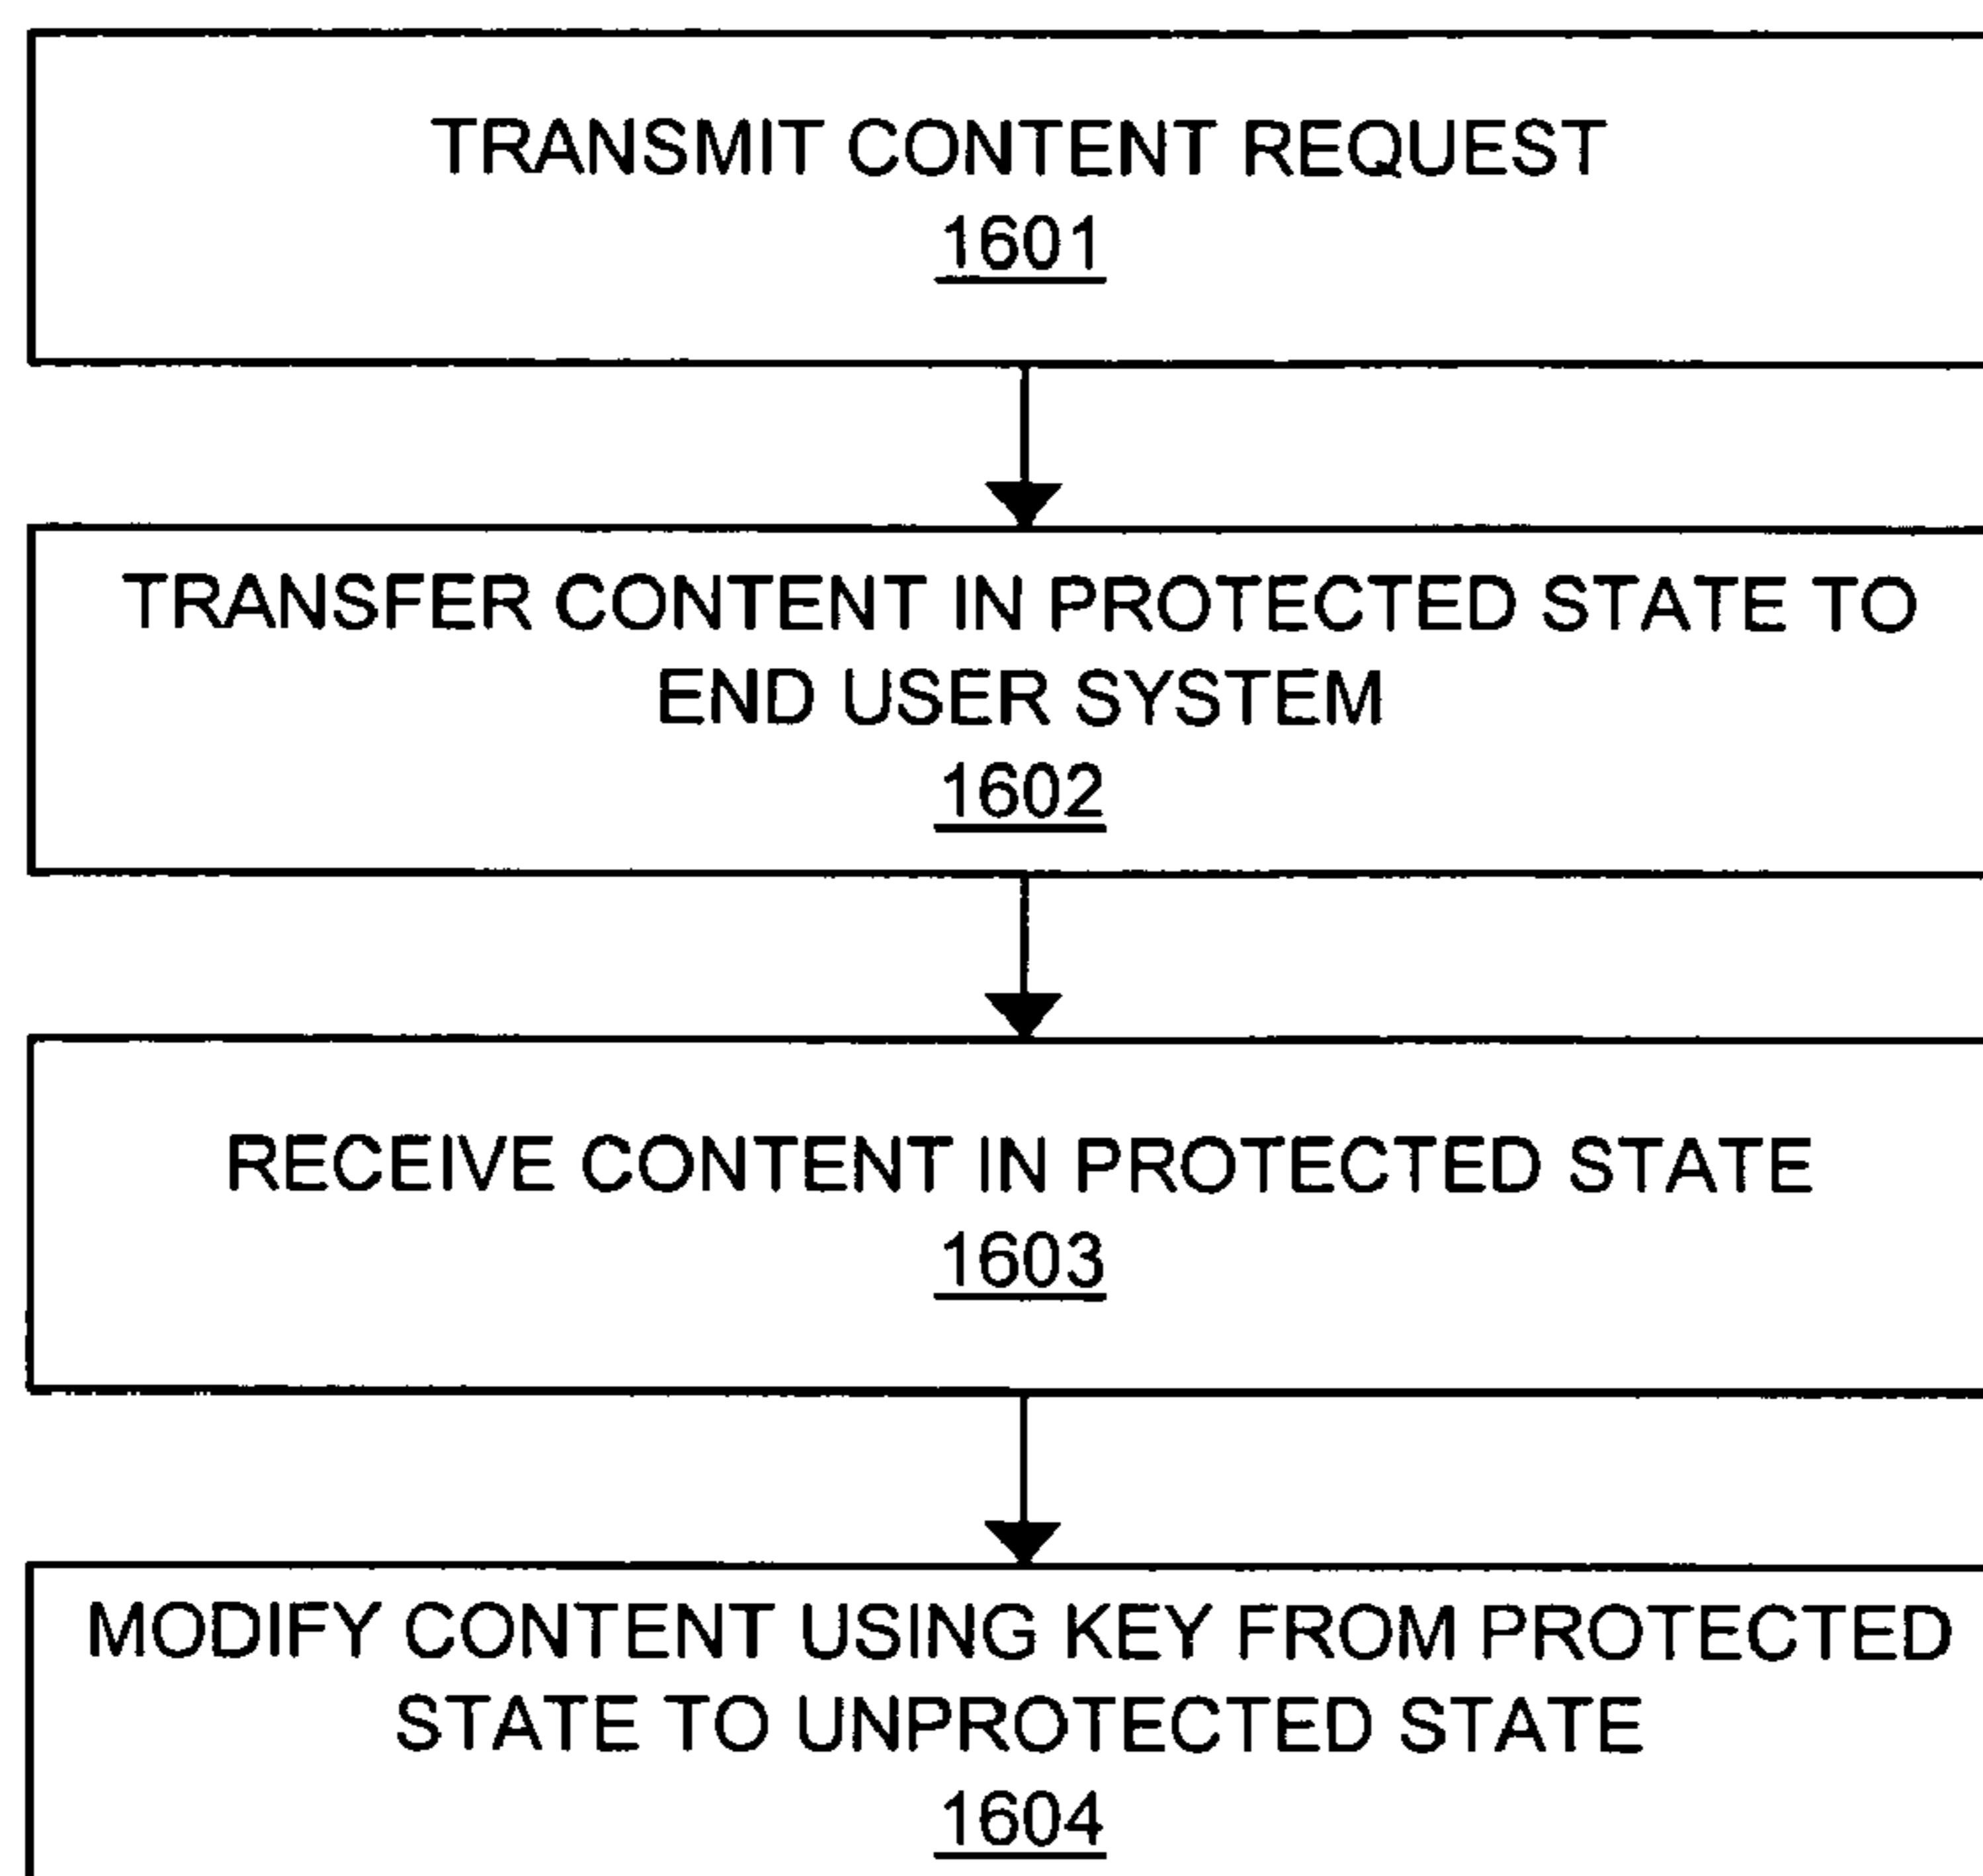 TRANSMIT CONTENT REQUEST
1601
TRANSFER CONTENT IN PROTECTED STATE TO
END USER SYSTEM
1602
RECEIVE CONTENT IN PROTECTED STATE
1603
MODIFY CONTENT USING KEY FROM PROTECTED
STATE TO UNPROTECTED STATE
1604